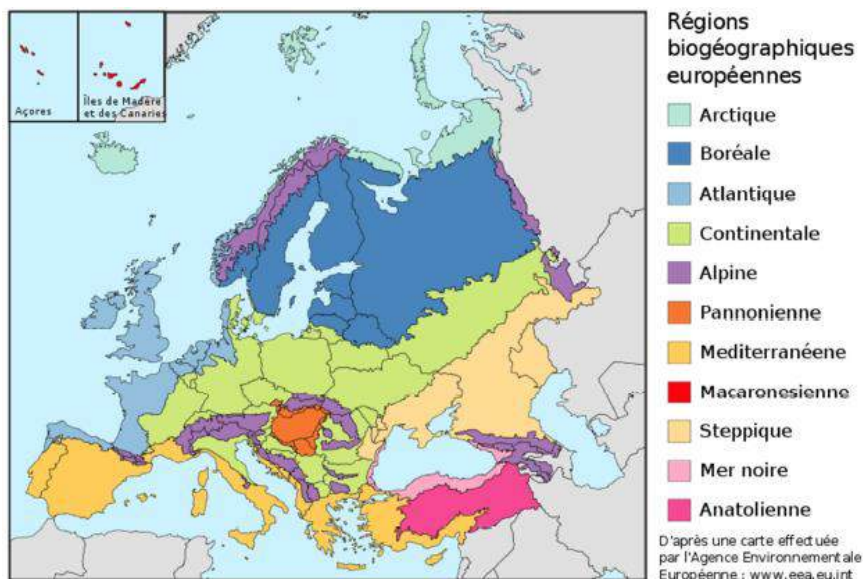 Açores
Îles de Madère
et des Canaries
Régions
biogéographiques
européennes
Arctique
Boréale
Atlantique
Continentale
Alpine
Pannonienne
Mediterranéene
Macaronesienne
Steppique
Mer noire
Anatolienne
D'après une carte effectuée
par l'Agence Environnementale
Européenne : www.eea.eu.int